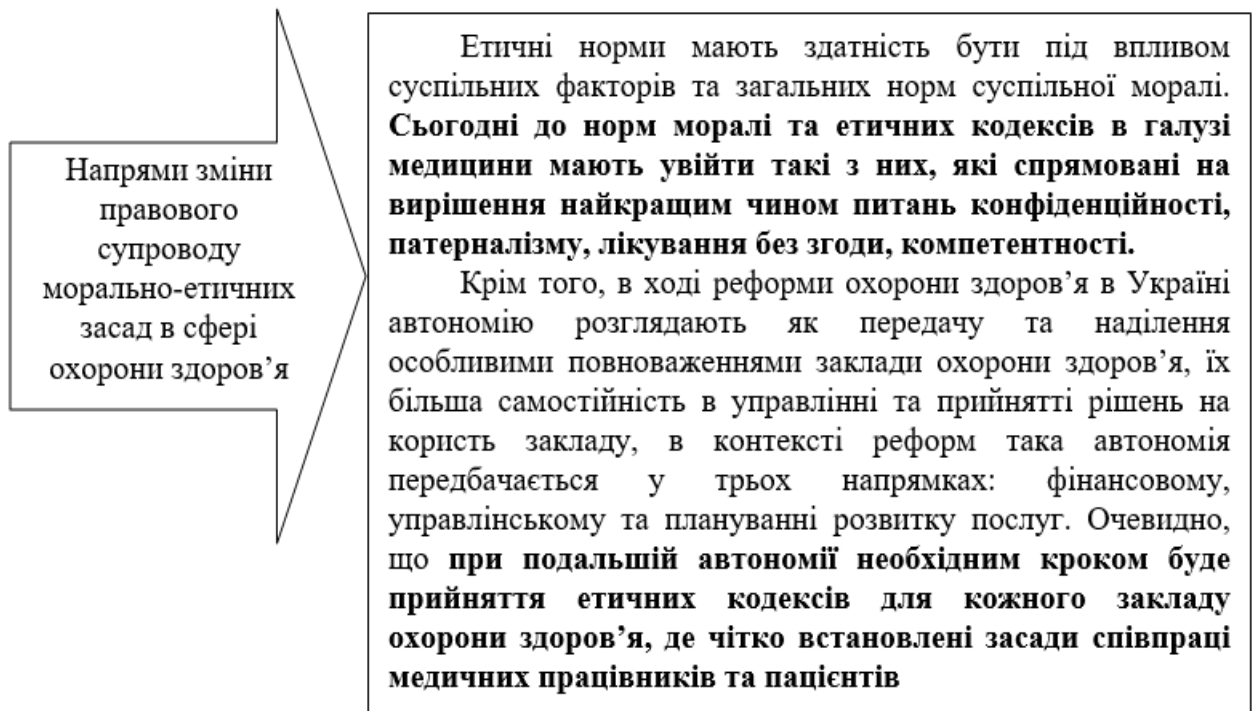 Напрями зміни
правового
супроводу
морально-етичних
засад в сфері
охорони здоров’я
Етичні норми мають здатність бути під впливом
суспільних факторів та загальних норм суспільної моралі.
Сьогодні до норм моралі та етичних кодексів в галузі
медицини мають увійти такі з них, які спрямовані на
вирішення найкращим чином питань конфіденційності,
патерналізму, лікування без згоди, компетентності.
Крім того, в ході реформи охорони здоров’я в Україні
автономію розглядають як передачу та наділення
особливими повноваженнями заклади охорони здоров’я, їх
більша самостійність в управлінні та прийнятті рішень на
користь закладу, в контексті реформ така автономія
передбачається у трьох напрямках: фінансовому,
управлінському та плануванні розвитку послуг. Очевидно,
що при подальшій автономії необхідним кроком буде
прийняття етичних кодексів для кожного закладу
охорони здоров’я, де чітко встановлені засади співпраці
медичних працівників та пацієнтів